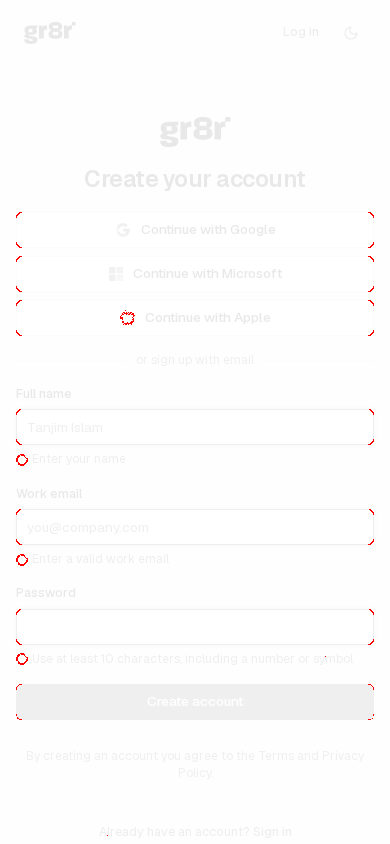 gr8r
Log in
gr8r
Create your account
Continue with Google
Continue with Microsoft
Continue with Apple
or sign up with email
Full name
Tanjim Islam
Enter your name
Work email
you@company.com
Enter a valid work email
Password
Use at least 10 characters, including a number or symbol
Create account
By creating an account you agree to the Terms and Privacy
Policy
Already have an account? Sign in